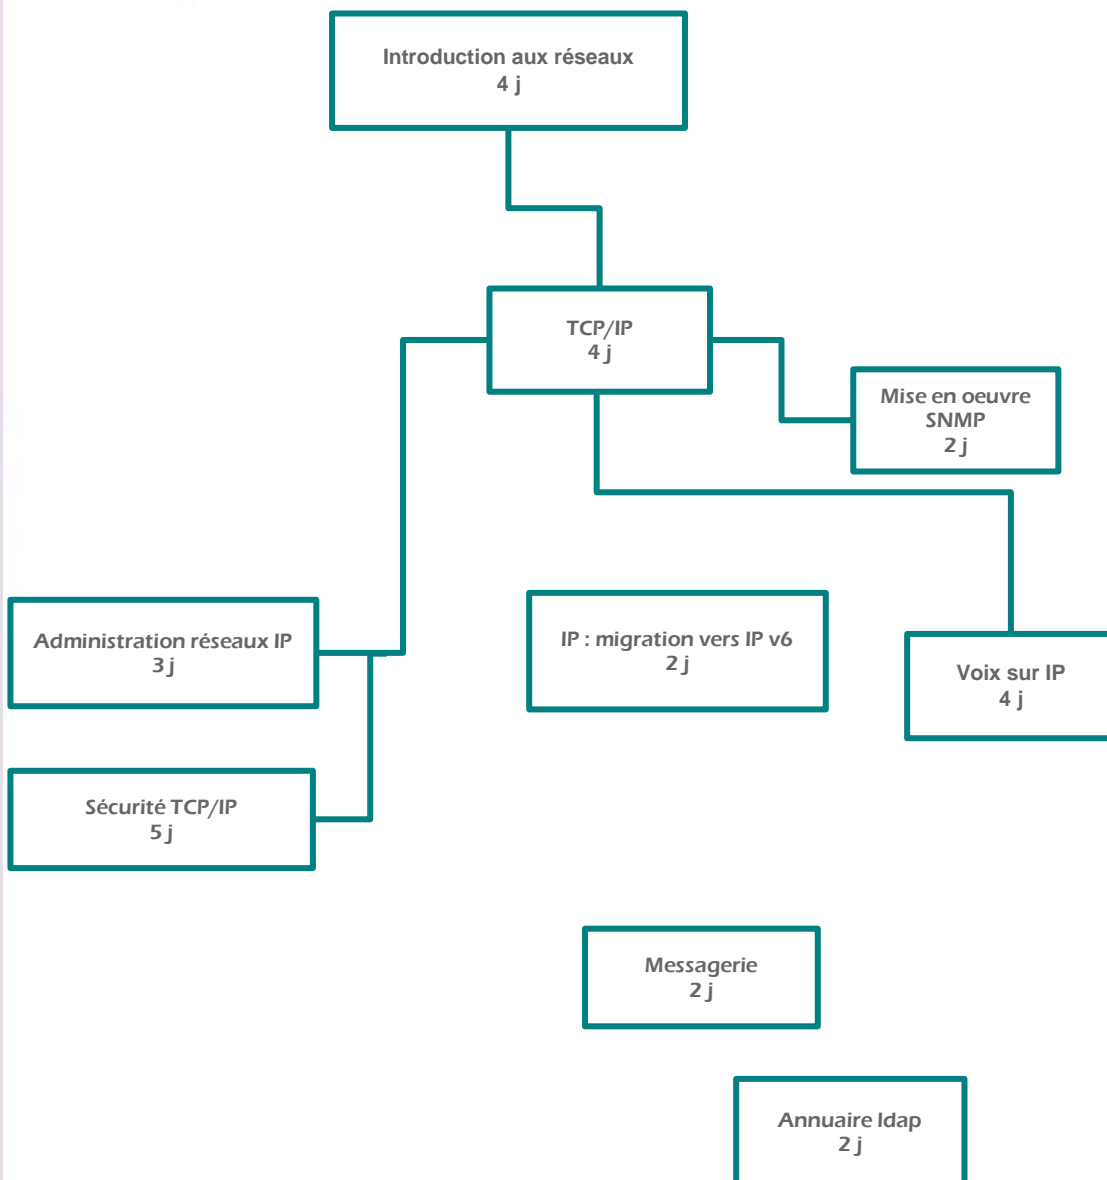 Introduction aux réseaux
4 j
TCP/IP
4 j
Mise en oeuvre
SNMP
2 j
Administration réseaux IP
3 j
IP : migration vers IP v6
2 j
Voix sur IP
4 j
Sécurité TCP/IP
5 j
Messagerie
2 j
Annuaire ldap
2 j